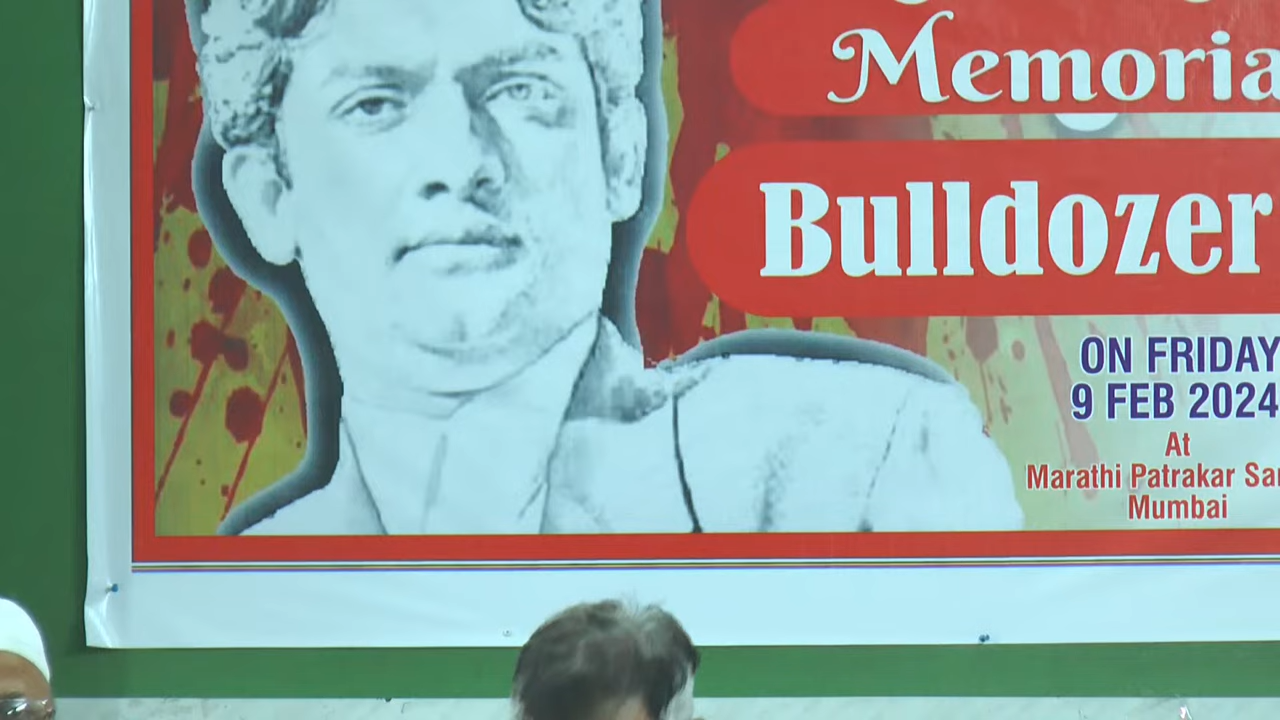 Memoria
Bulldozer
ON FRIDAY
9 FEB 2024
At
Marathi Patrakar Sa
Mumbai